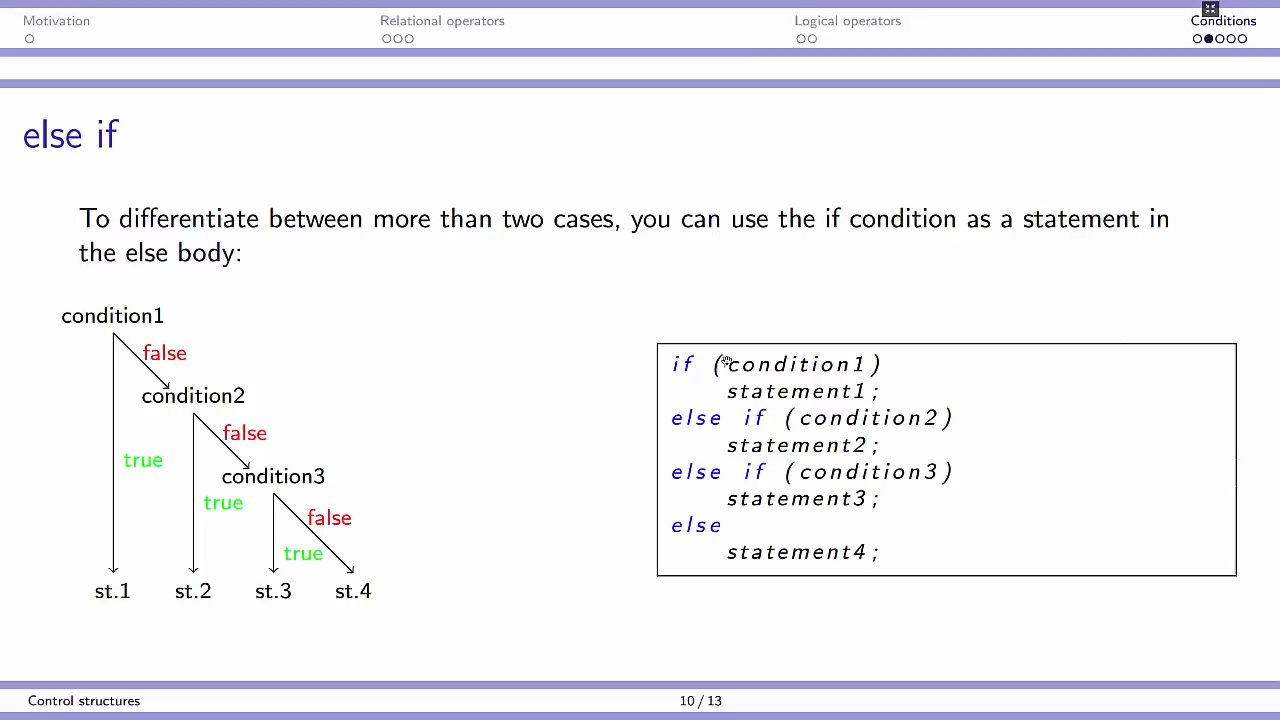 Motivation
Relational operators
Logical operators
Conditions
else if
To differentiate between more than two cases, you can use the if condition as a statement in
the else body:
condition1
false
condition2
false
true
condition3
true
false
true
st.1 st.2 st.3 st.4
if (condition1)
statement1;
else if (condition2)
statement2;
else if (condition3)
statement3;
else
statement4;
Control structures
10 / 13